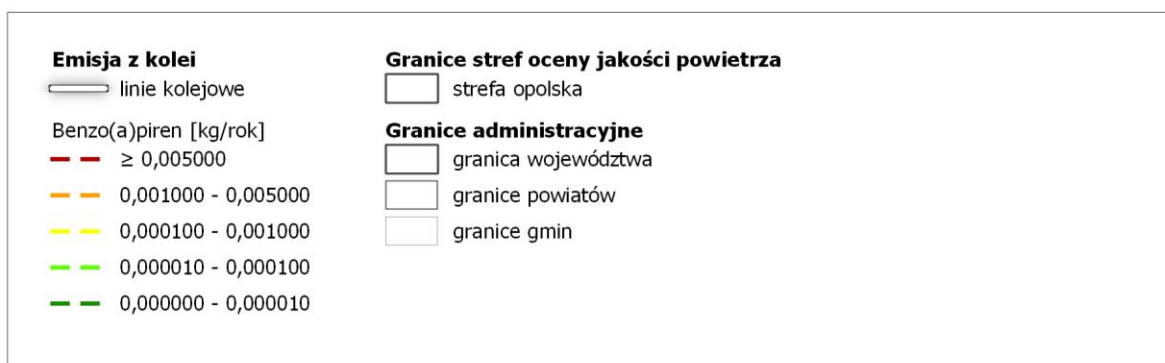 Emisja z kolei
linie kolejowe
Benzo(a)piren [kg/rok]
≥ 0,005000
0,001000 - 0,005000
0,000100 - 0,001000
0,000010 - 0,000100
0,000000 - 0,000010
Granice stref oceny jakości powietrza
strefa opolska
Granice administracyjne
granica województwa
granice powiatów
granice gmin